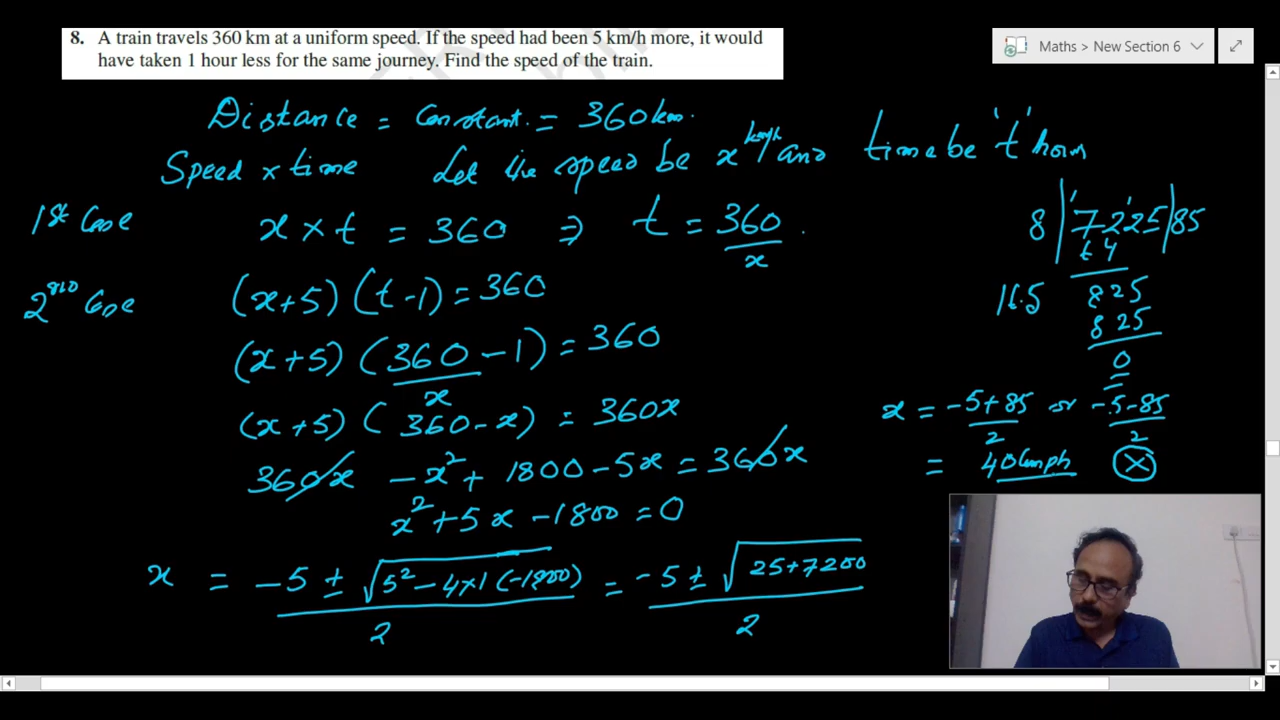 8. A train travels 360 km at a uniform speed. If the speed had been 5 km/h more, it would
have taken 1 hour less for the same journey. Find the speed of the train.
Maths > New Section 6
Distance = Constant. = 360 km.
Speed × time Let the speed be x kmph and time be 't' hours
1st Case x × t = 360 ⇒ t = 360/x .
2nd Case (x+5) (t-1) = 360
(x+5) (360/x - 1) = 360
(x+5) (360-x) = 360x
360x - x² + 1800 - 5x = 360x
x² + 5x - 1800 = 0
x = -5 ± √(5² - 4×1(-1800)) / 2 = -5 ± √(25+7200) / 2
8 | 7225 | 85
64
165 825
825
0
x = -5+85/2 or -5-85/2
= 40 kmph ⊗